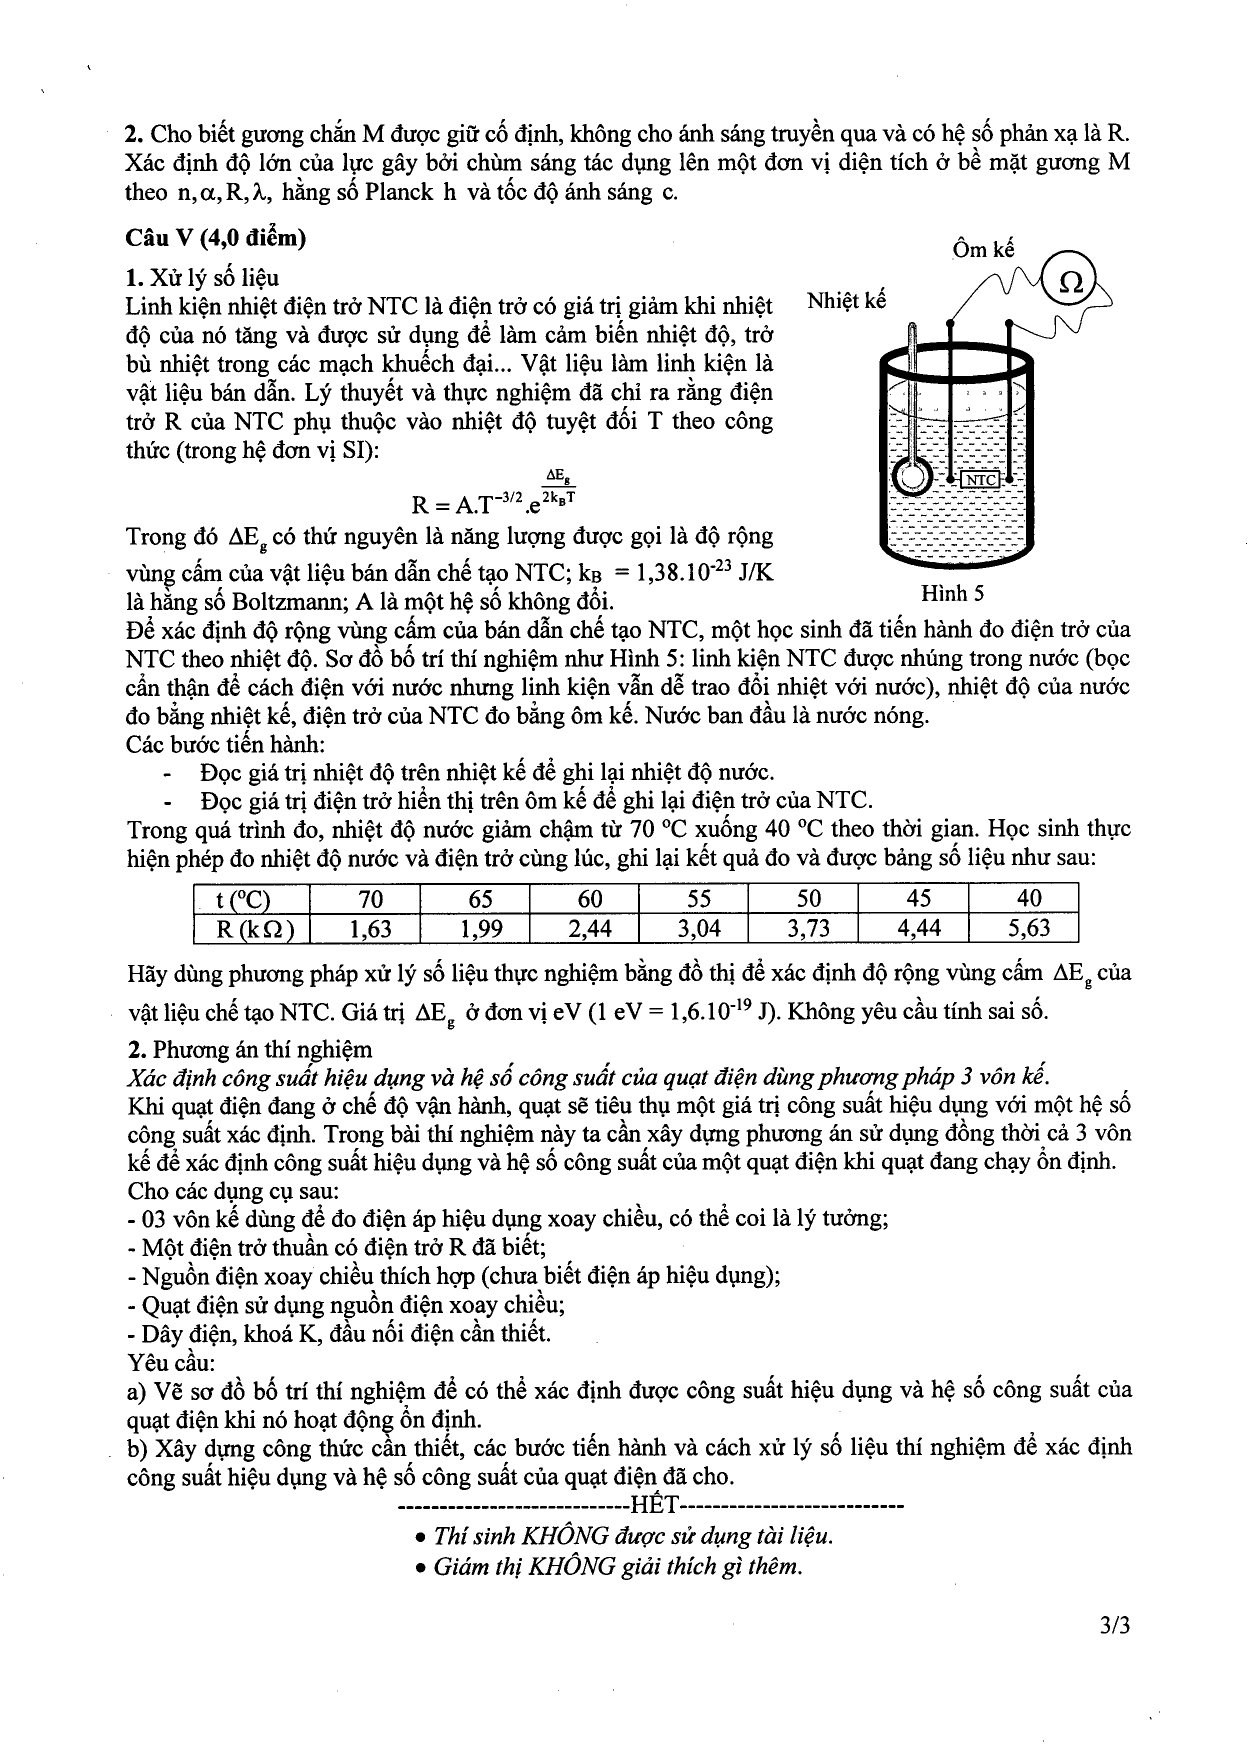 2. Cho biết gương chắn M được giữ cố định, không cho ánh sáng truyền qua và có hệ số phản xạ là R.
Xác định độ lớn của lực gây bởi chùm sáng tác dụng lên một đơn vị diện tích ở bề mặt gương M
theo n, α, R, λ, hằng số Planck h và tốc độ ánh sáng c.
Câu V (4,0 điểm)
1. Xử lý số liệu
Linh kiện nhiệt điện trở NTC là điện trở có giá trị giảm khi nhiệt
độ của nó tăng và được sử dụng để làm cảm biến nhiệt độ, trở
bù nhiệt trong các mạch khuếch đại... Vật liệu làm linh kiện là
vật liệu bán dẫn. Lý thuyết và thực nghiệm đã chỉ ra rằng điện
trở R của NTC phụ thuộc vào nhiệt độ tuyệt đối T theo công
thức (trong hệ đơn vị SI):
R = A.T^{-3/2}.e^{ΔE_g/2k_BT}
Trong đó ΔE_g có thứ nguyên là năng lượng được gọi là độ rộng
vùng cấm của vật liệu bán dẫn chế tạo NTC; k_B = 1,38.10^{-23} J/K
là hằng số Boltzmann; A là một hệ số không đổi.
Ôm kế
Ω
Nhiệt kế
NTC
Hình 5
Để xác định độ rộng vùng cấm của bán dẫn chế tạo NTC, một học sinh đã tiến hành đo điện trở của
NTC theo nhiệt độ. Sơ đồ bố trí thí nghiệm như Hình 5: linh kiện NTC được nhúng trong nước (bọc
cẩn thận để cách điện với nước nhưng linh kiện vẫn dễ trao đổi nhiệt với nước), nhiệt độ của nước
đo bằng nhiệt kế, điện trở của NTC đo bằng ôm kế. Nước ban đầu là nước nóng.
Các bước tiến hành:
- Đọc giá trị nhiệt độ trên nhiệt kế để ghi lại nhiệt độ nước.
- Đọc giá trị điện trở hiển thị trên ôm kế để ghi lại điện trở của NTC.
Trong quá trình đo, nhiệt độ nước giảm chậm từ 70 °C xuống 40 °C theo thời gian. Học sinh thực
hiện phép đo nhiệt độ nước và điện trở cùng lúc, ghi lại kết quả đo và được bảng số liệu như sau:
t (°C) 70 65 60 55 50 45 40
R (kΩ) 1,63 1,99 2,44 3,04 3,73 4,44 5,63
Hãy dùng phương pháp xử lý số liệu thực nghiệm bằng đồ thị để xác định độ rộng vùng cấm ΔE_g của
vật liệu chế tạo NTC. Giá trị ΔE_g ở đơn vị eV (1 eV = 1,6.10^{-19} J). Không yêu cầu tính sai số.
2. Phương án thí nghiệm
Xác định công suất hiệu dụng và hệ số công suất của quạt điện dùng phương pháp 3 vôn kế.
Khi quạt điện đang ở chế độ vận hành, quạt sẽ tiêu thụ một giá trị công suất hiệu dụng với một hệ số
công suất xác định. Trong bài thí nghiệm này ta cần xây dựng phương án sử dụng đồng thời cả 3 vôn
kế để xác định công suất hiệu dụng và hệ số công suất của một quạt điện khi quạt đang chạy ổn định.
Cho các dụng cụ sau:
- 03 vôn kế dùng để đo điện áp hiệu dụng xoay chiều, có thể coi là lý tưởng;
- Một điện trở thuần có điện trở R đã biết;
- Nguồn điện xoay chiều thích hợp (chưa biết điện áp hiệu dụng);
- Quạt điện sử dụng nguồn điện xoay chiều;
- Dây điện, khoá K, đầu nối điện cần thiết.
Yêu cầu:
a) Vẽ sơ đồ bố trí thí nghiệm để có thể xác định được công suất hiệu dụng và hệ số công suất của
quạt điện khi nó hoạt động ổn định.
b) Xây dựng công thức cần thiết, các bước tiến hành và cách xử lý số liệu thí nghiệm để xác định
công suất hiệu dụng và hệ số công suất của quạt điện đã cho.
----------------------------HẾT---------------------------
• Thí sinh KHÔNG được sử dụng tài liệu.
• Giám thị KHÔNG giải thích gì thêm.
3/3